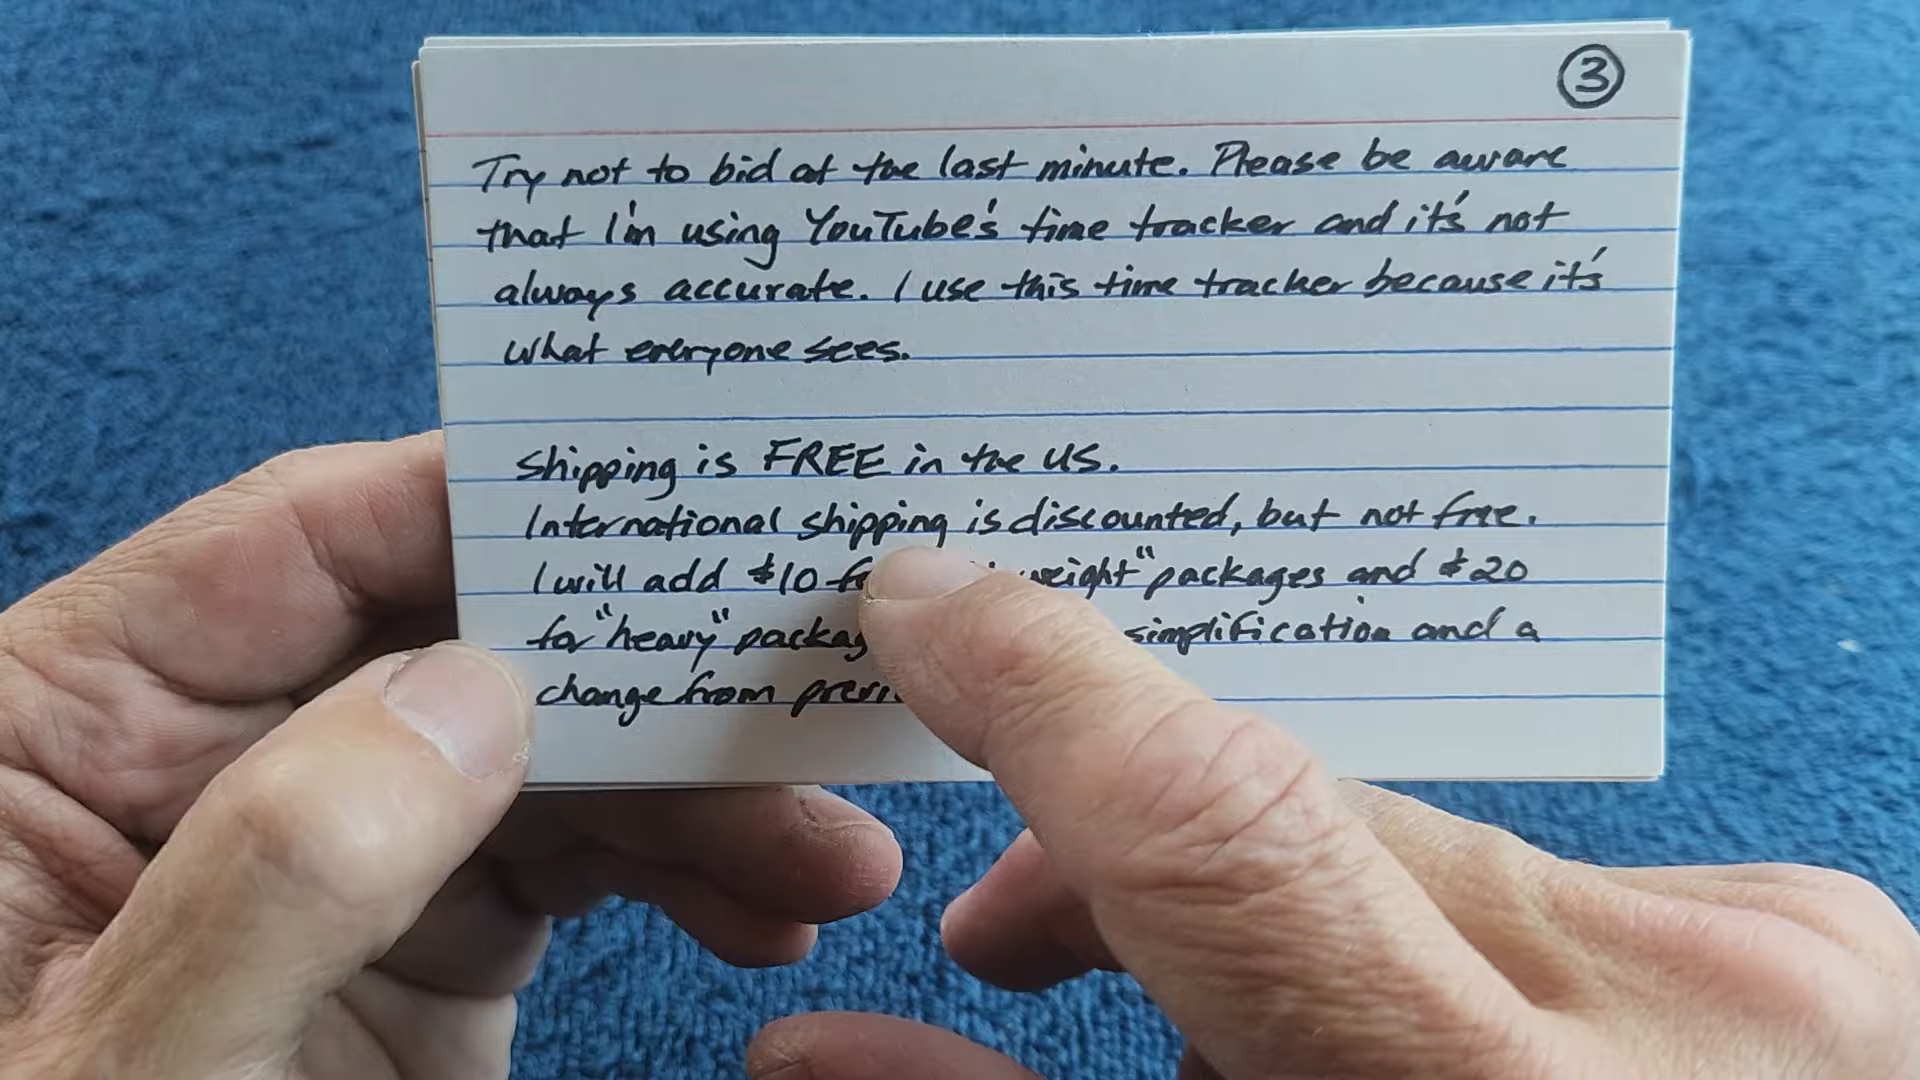 3
Try not to bid at the last minute. Please be aware
that I'm using YouTube's time tracker and it's not
always accurate. I use this time tracker because it's
what everyone sees.
Shipping is FREE in the US.
International shipping is discounted, but not free.
I will add $10 packages and $20
for "heavy" simplification and a
change from